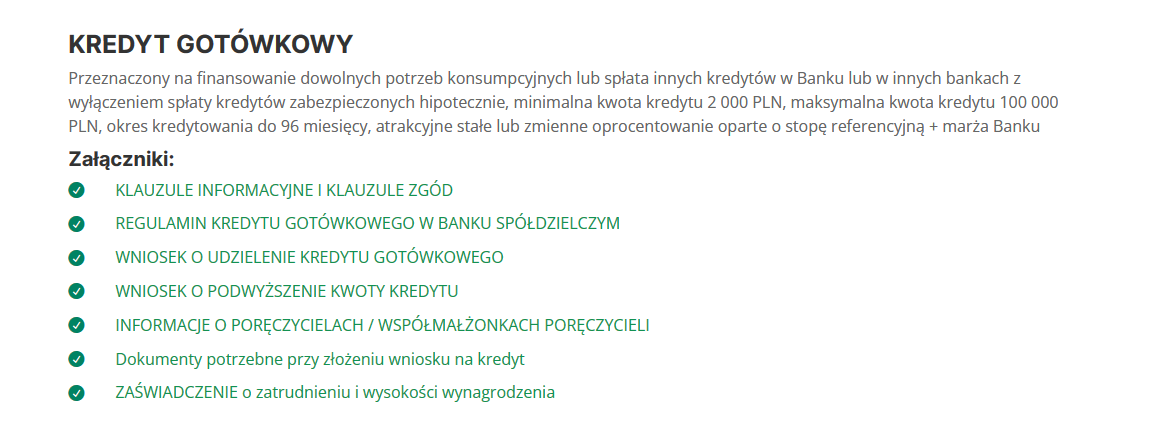 KREDYT GOTÓWKOWY
Przeznaczony na finansowanie dowolnych potrzeb konsumpcyjnych lub spłata innych kredytów w Banku lub w innych bankach z
wyłączeniem spłaty kredytów zabezpieczonych hipotecznie, minimalna kwota kredytu 2 000 PLN, maksymalna kwota kredytu 100 000
PLN, okres kredytowania do 96 miesięcy, atrakcyjne stałe lub zmienne oprocentowanie oparte o stopę referencyjną + marża Banku
Załączniki:
KLAUZULE INFORMACYJNE I KLAUZULE ZGÓD
REGULAMIN KREDYTU GOTÓWKOWEGO W BANKU SPÓŁDZIELCZYM
WNIOSEK O UDZIELENIE KREDYTU GOTÓWKOWEGO
WNIOSEK O PODWYŻSZENIE KWOTY KREDYTU
INFORMACJE O PORĘCZYCIELACH / WSPÓŁMAŁŻONKACH PORĘCZYCIELI
Dokumenty potrzebne przy złożeniu wniosku na kredyt
ZAŚWIADCZENIE o zatrudnieniu i wysokości wynagrodzenia